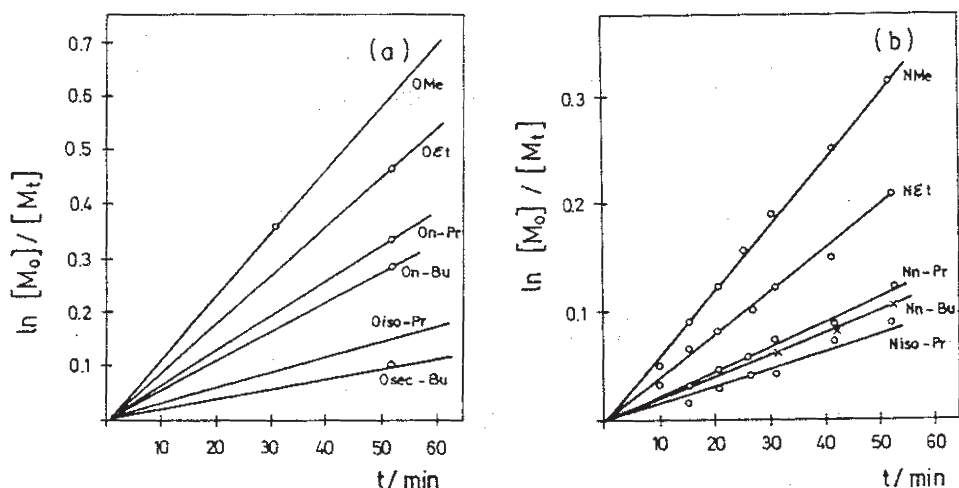 (a)
ln [M₀] / [Mₜ]
0.7
0.6
0.5
0.4
0.3
0.2
0.1
OMe
OEt
On-Pr
On-Bu
Oiso-Pr
Osec-Bu
10 20 30 40 50 60
t/min
(b)
ln [M₀] / [Mₜ]
0.3
0.2
0.1
NMe
NEt
Nn-Pr
Nn-Bu
Niso-Pr
10 20 30 40 50 60
t/min